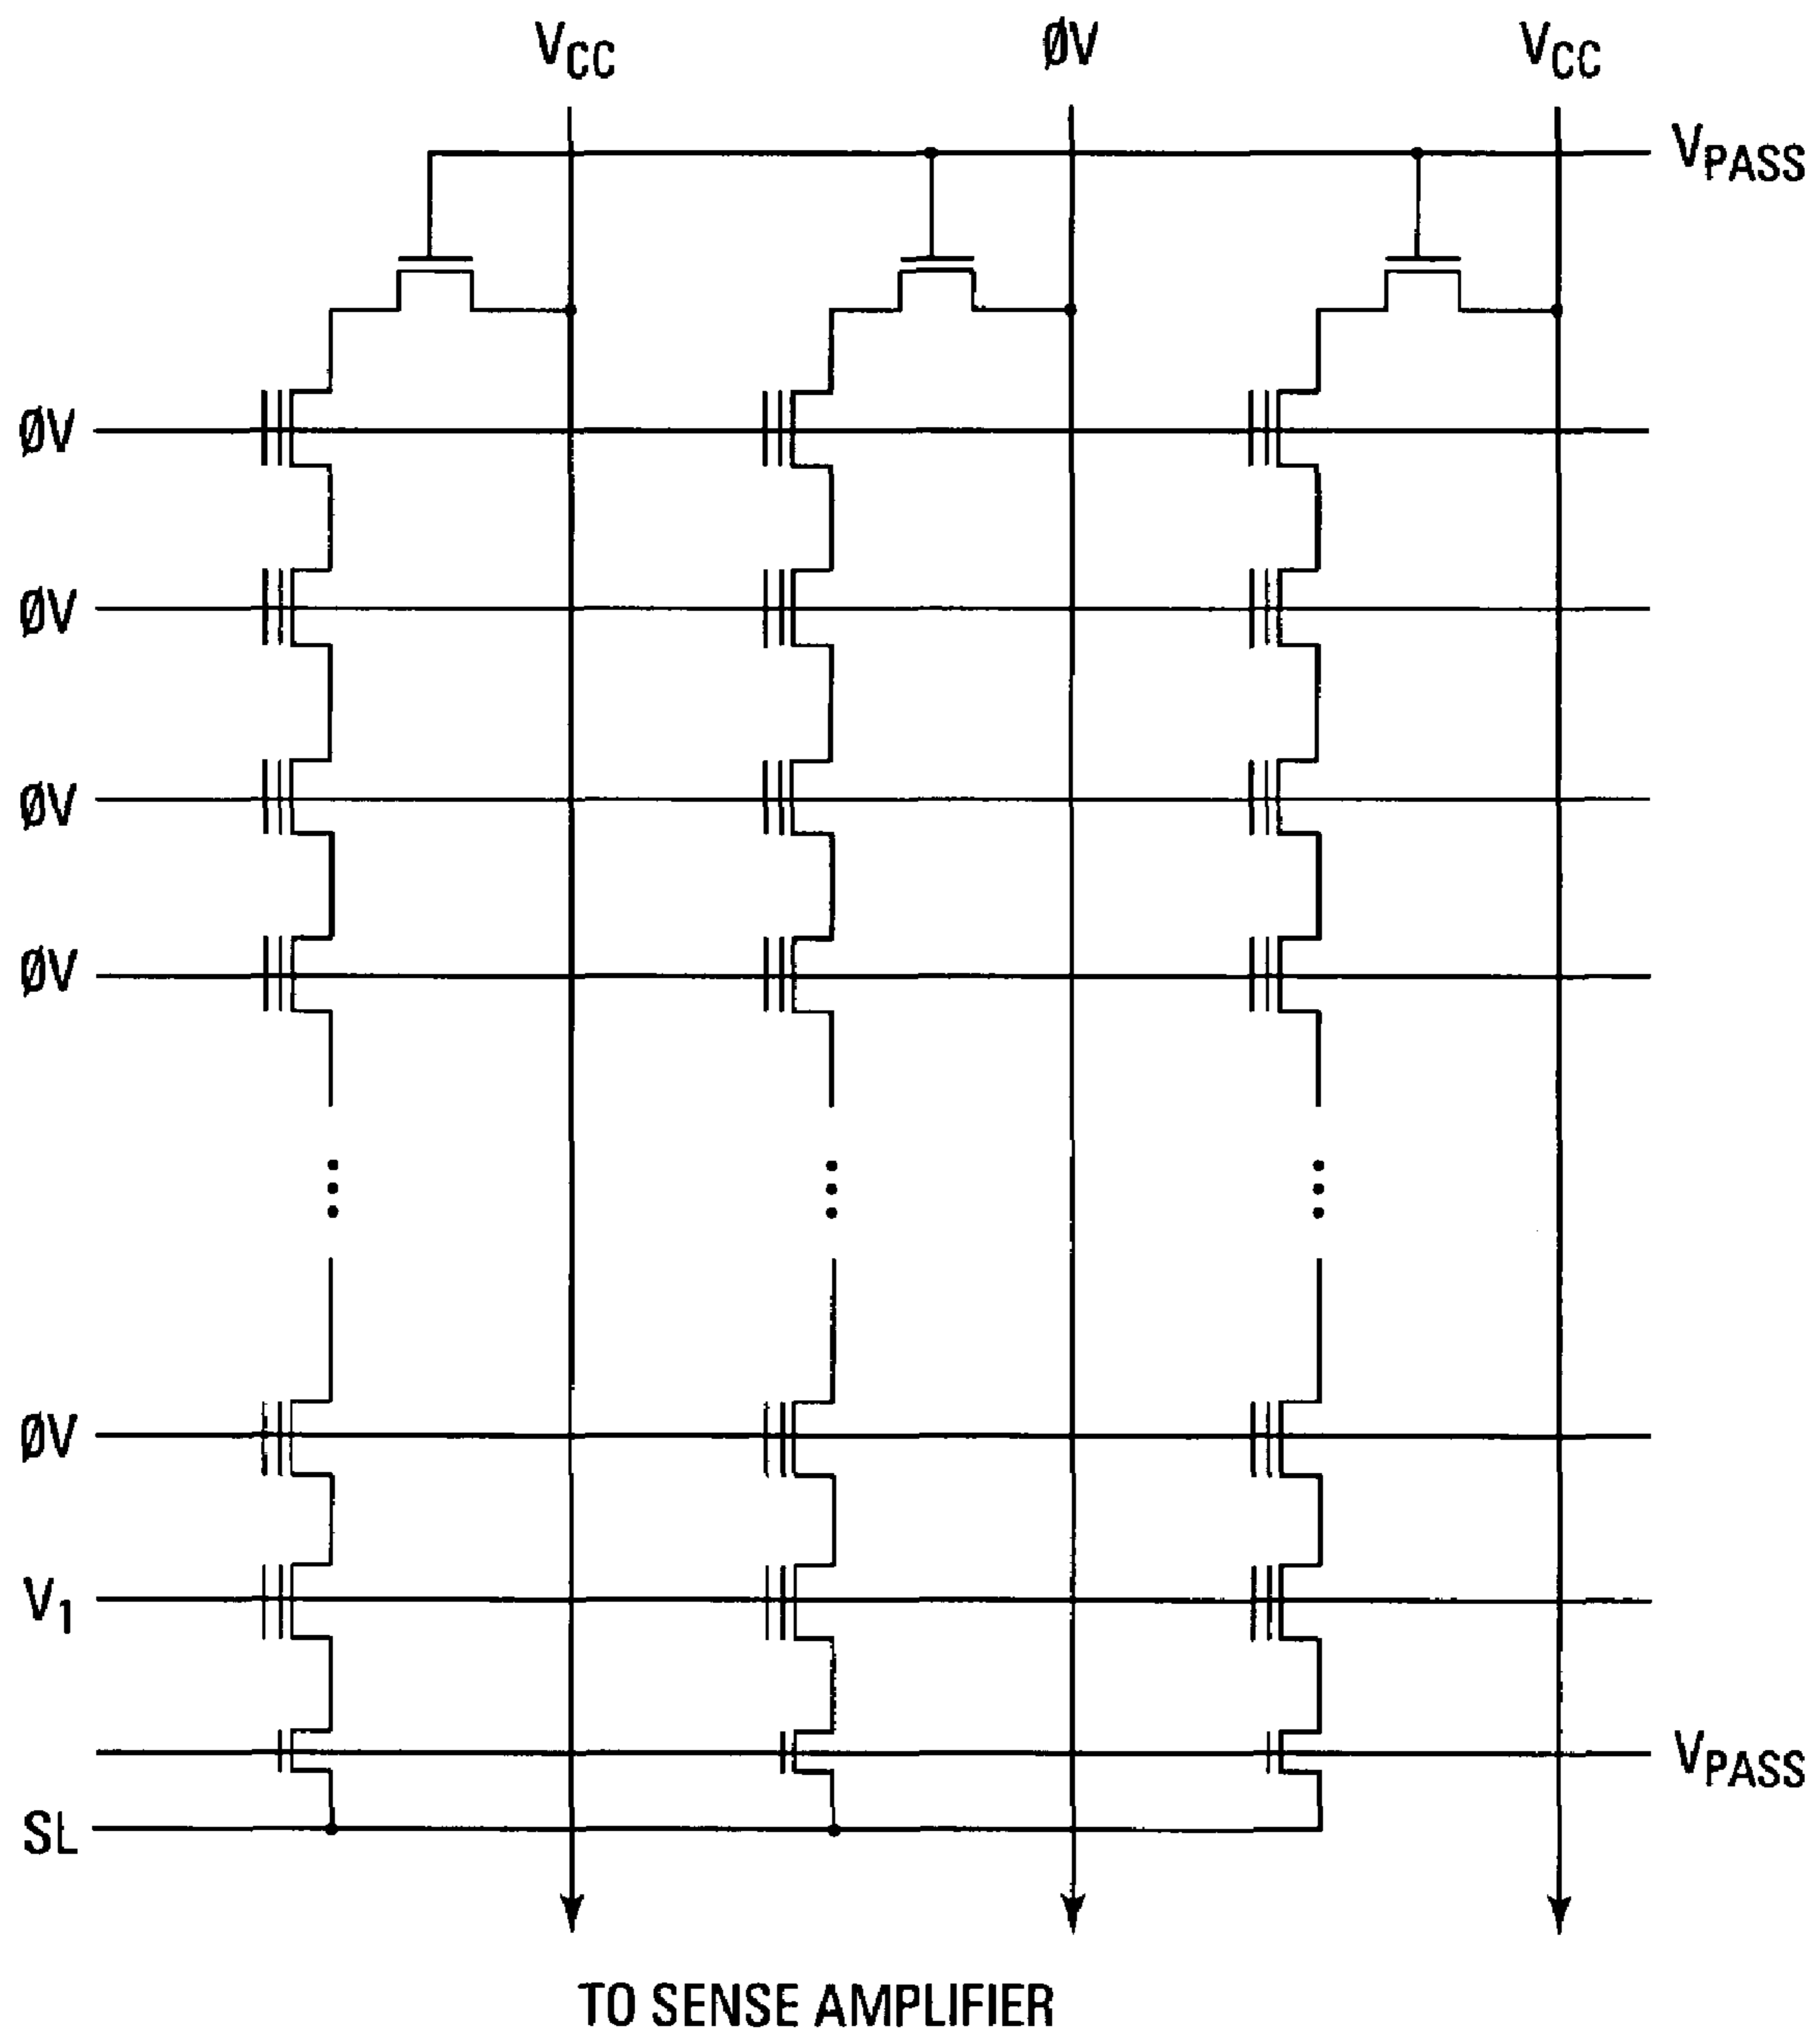 VCC ØV VCC
VPASS
ØV
ØV
ØV
ØV
ØV
V1
VPASS
SL
TO SENSE AMPLIFIER